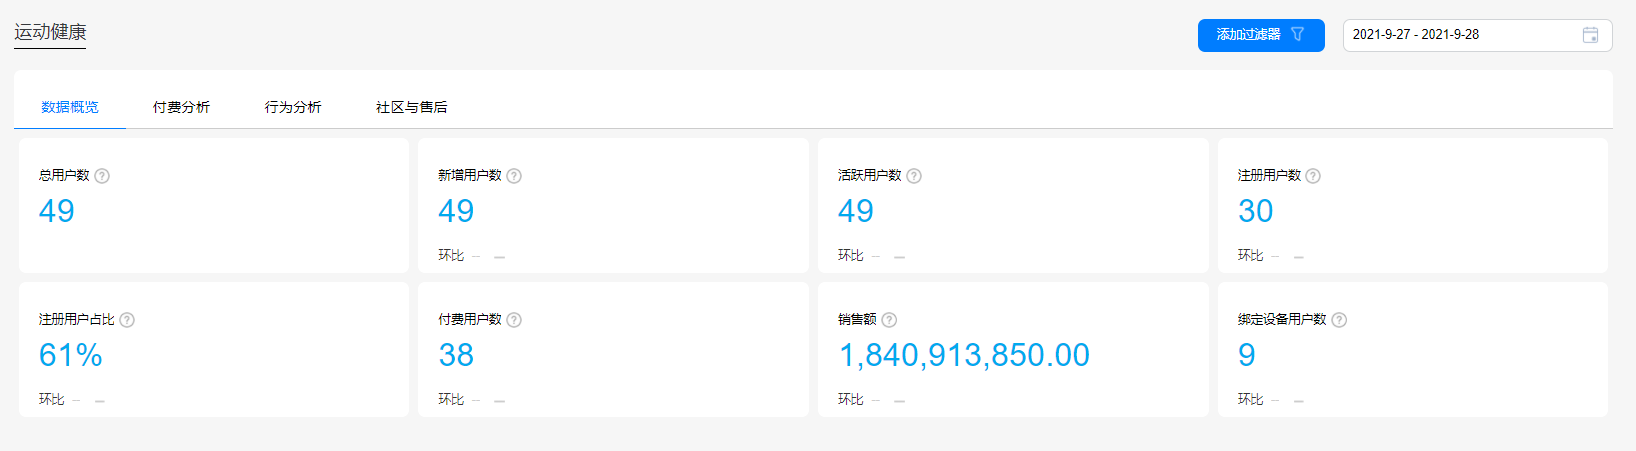 运动健康
添加过滤器
2021-9-27 - 2021-9-28
数据概览 付费分析 行为分析 社区与售后
总用户数 ?
49
新增用户数 ?
49
环比 – –
活跃用户数 ?
49
环比 – –
注册用户数 ?
30
环比 – –
注册用户占比 ?
61%
环比 – –
付费用户数 ?
38
环比 – –
销售额 ?
1,840,913,850.00
环比 – –
绑定设备用户数 ?
9
环比 – –